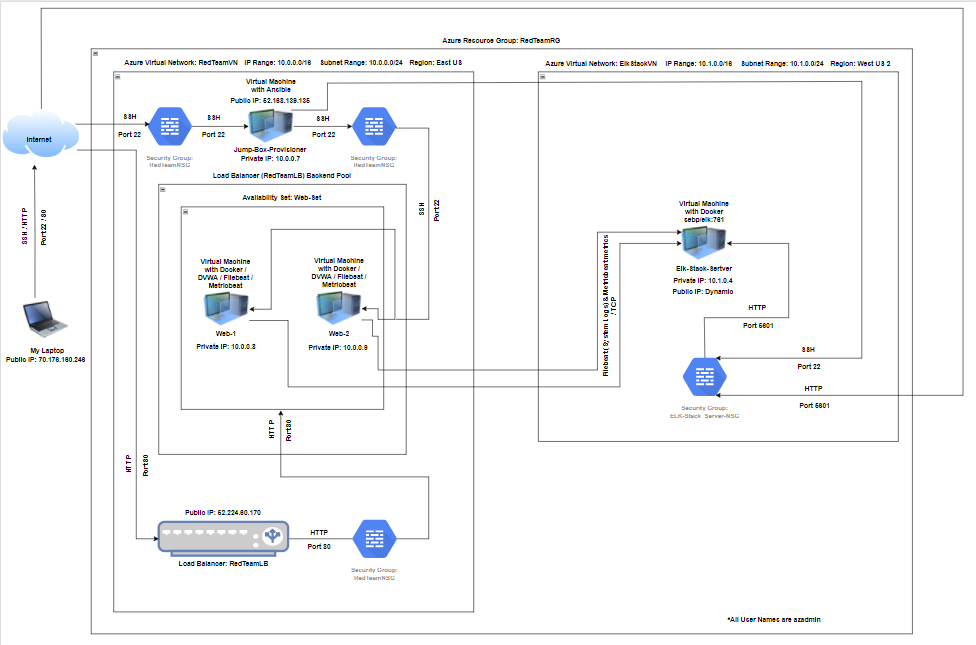 Azure Resource Group: RedTeamRG
Azure Virtual Network: RedTeamVN IP Range: 10.0.0.0/16 Subnet Range: 10.0.0.0/24 Region: East US
Azure Virtual Network: ElkStackVN IP Range: 10.1.0.0/16 Subnet Range: 10.1.0.0/24 Region: West US 2
Virtual Machine
with Ansible
Public IP: 52.168.139.135
Internet
SSH
Port 22
SSH
Port 22
SSH
Port 22
Security Group:
RedTeamNSG
Jump-Box-Provisioner
Private IP: 10.0.0.7
Security Group:
RedTeamNSG
Load Balancer (RedTeamLB) Backend Pool
Availability Set: Web-Set
SSH
Port 22
SSH / HTTP
Port 22 / 80
My Laptop
Public IP: 70.176.160.246
Virtual Machine
with Docker /
DVWA / Filebeat /
Metricbeat
Web-1
Private IP: 10.0.0.8
Virtual Machine
with Docker /
DVWA / Filebeat /
Metricbeat
Web-2
Private IP: 10.0.0.9
Filebeat( System Logs) & Metricbeat metrics
/ TCP
Virtual Machine
with Docker
sebp/elk:761
Elk-Stack-Sertver
Private IP: 10.1.0.4
Public IP: Dynamic
HTTP
Port 5601
SSH
Port 22
HTTP
Port 5601
Security Group:
ELK-Stack_Server-NSG
HTTP
Port 80
HTTP
Port 80
Public IP: 52.224.60.170
Load Balancer: RedTeamLB
HTTP
Port 80
Security Group:
RedTeamNSG
*All User Names are azadmin